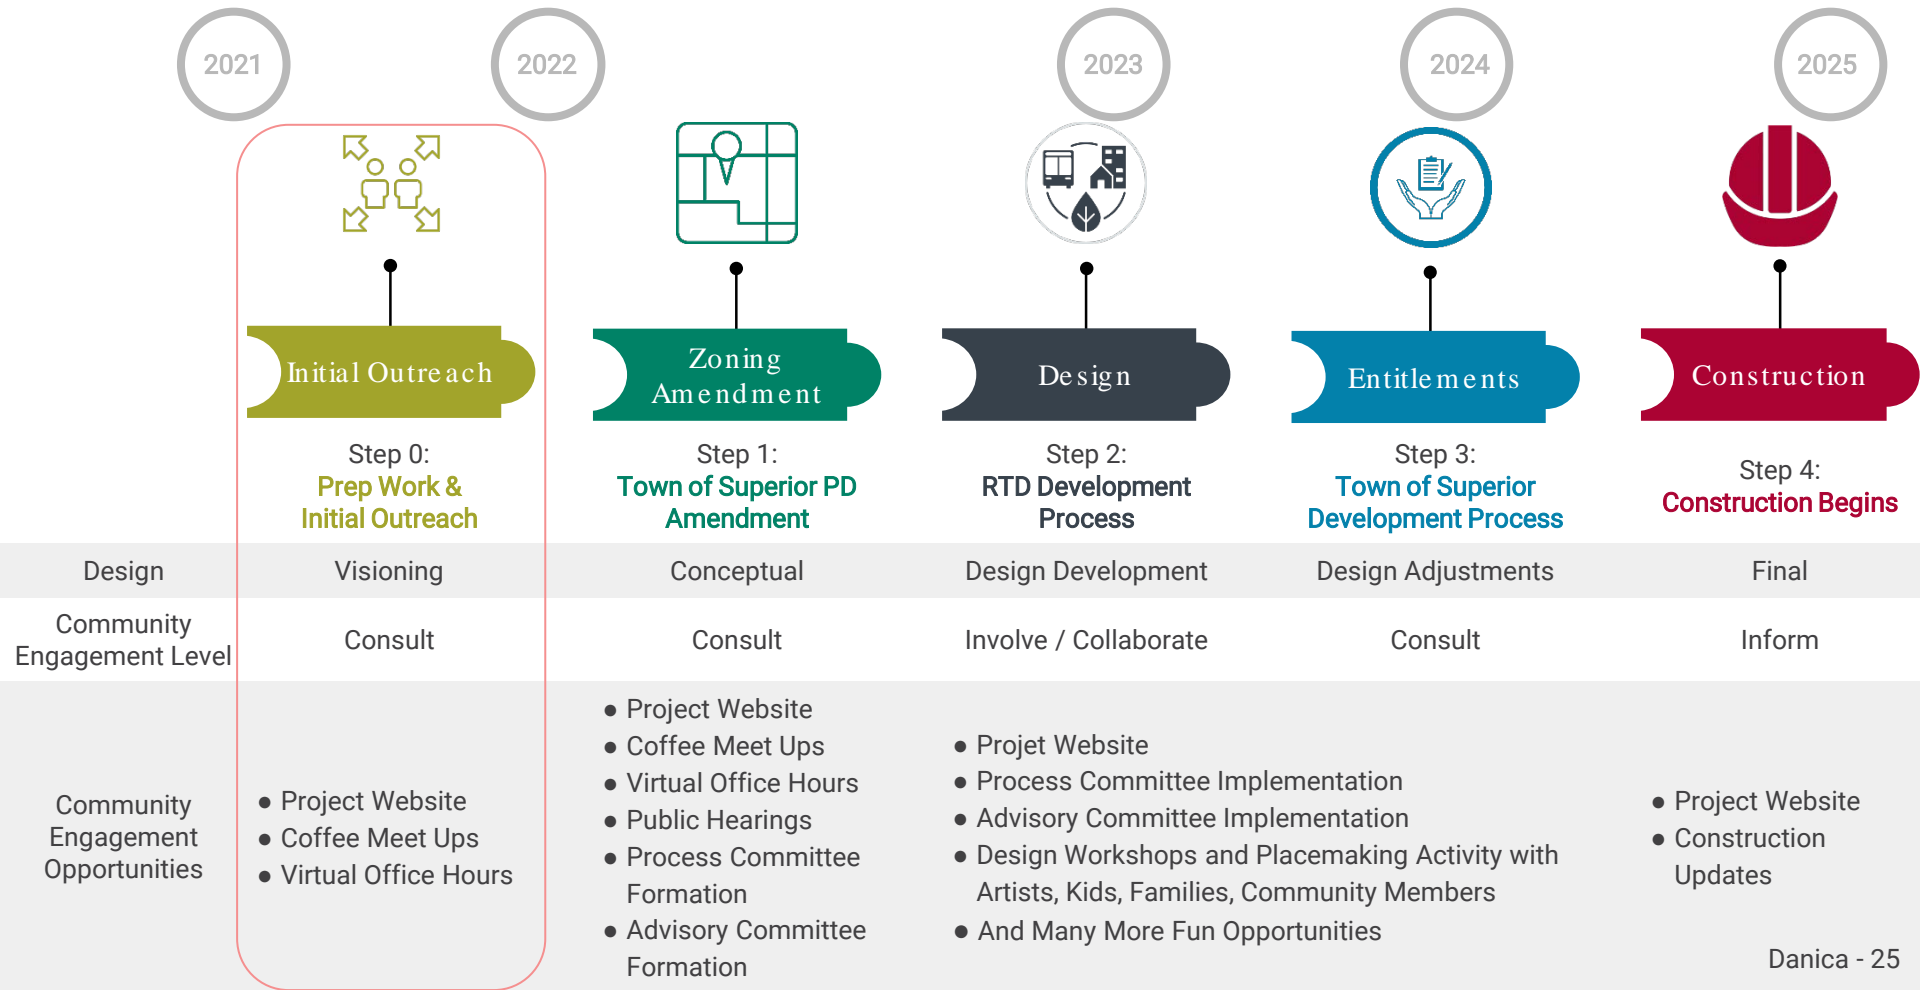 2021
2022
2023
2024
2025
Initial Outreach
Zoning
Amendment
Design
Entitlements
Construction
Step 0:
Prep Work &
Initial Outreach
Step 1:
Town of Superior PD
Amendment
Step 2:
RTD Development
Process
Step 3:
Town of Superior
Development Process
Step 4:
Construction Begins
Design
Visioning
Conceptual
Design Development
Design Adjustments
Final
Community
Engagement Level
Consult
Consult
Involve / Collaborate
Consult
Inform
Community
Engagement
Opportunities
● Project Website
● Coffee Meet Ups
● Virtual Office Hours
● Project Website
● Coffee Meet Ups
● Virtual Office Hours
● Public Hearings
● Process Committee
Formation
● Advisory Committee
Formation
● Projet Website
● Process Committee Implementation
● Advisory Committee Implementation
● Design Workshops and Placemaking Activity with
Artists, Kids, Families, Community Members
● And Many More Fun Opportunities
● Project Website
● Construction
Updates
Danica - 25